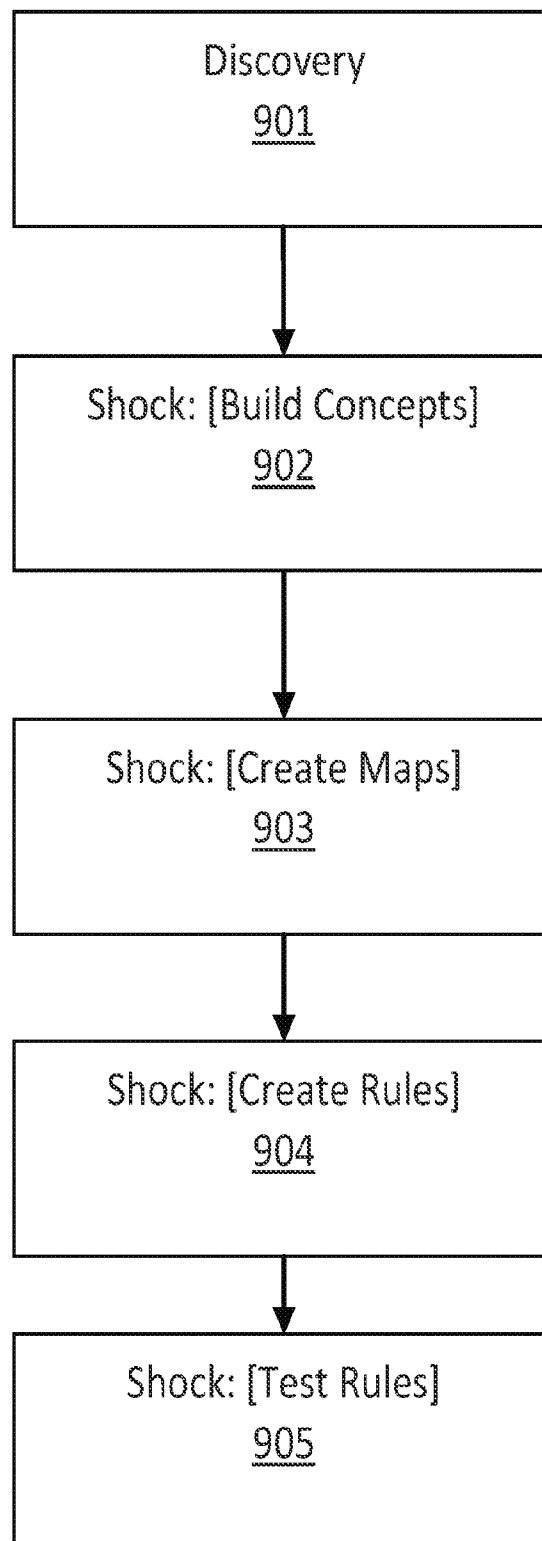 Discovery
901
Shock: [Build Concepts]
902
Shock: [Create Maps]
903
Shock: [Create Rules]
904
Shock: [Test Rules]
905